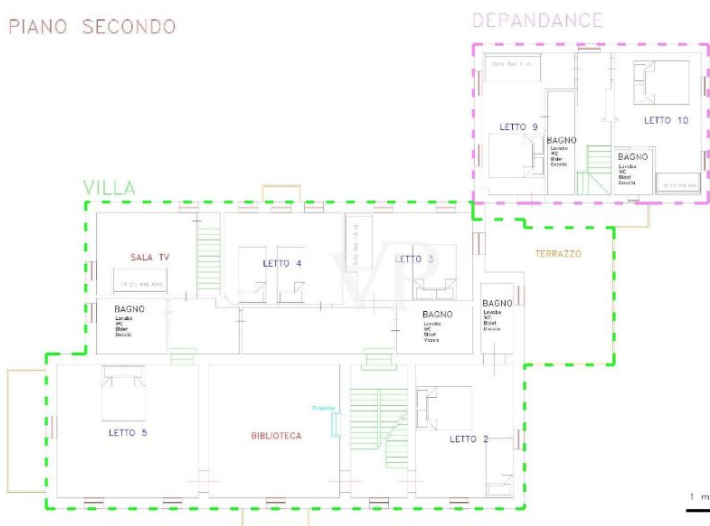 PIANO SECONDO
DEPANDANCE
LETTO 9
LETTO 10
BAGNO
Lavabo
WC
Bidet
Doccia
BAGNO
Lavabo
WC
Bidet
Doccia
VILLA
SALA TV
LETTO 4
LETTO 3
TERRAZZO
VP
BAGNO
Lavabo
WC
Bidet
Doccia
BAGNO
Lavabo
WC
Bidet
Vasca
BAGNO
Lavabo
WC
Bidet
Doccia
LETTO 5
BIBLIOTECA
LETTO 2
1 m